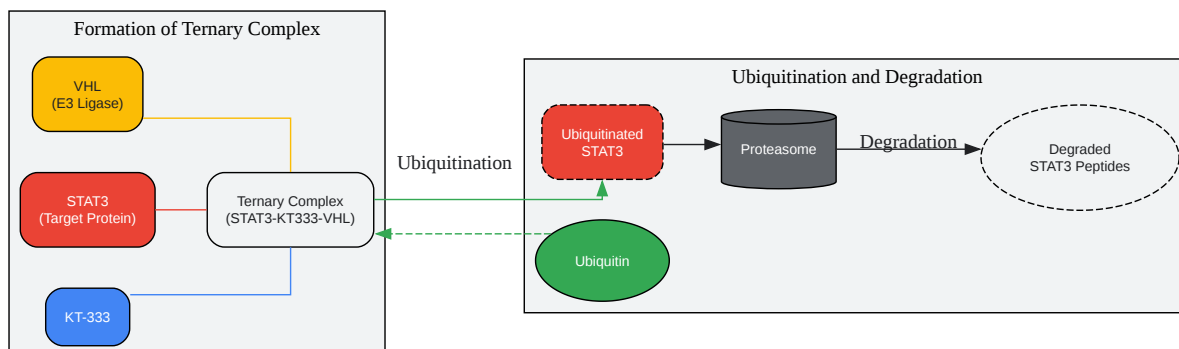 Formation of Ternary Complex
VHL
(E3 Ligase)
STAT3
(Target Protein)
Ternary Complex
(STAT3-KT333-VHL)
KT-333
Ubiquitination
Ubiquitination and Degradation
Ubiquitinated
STAT3
Proteasome
Degradation
Degraded
STAT3 Peptides
Ubiquitin